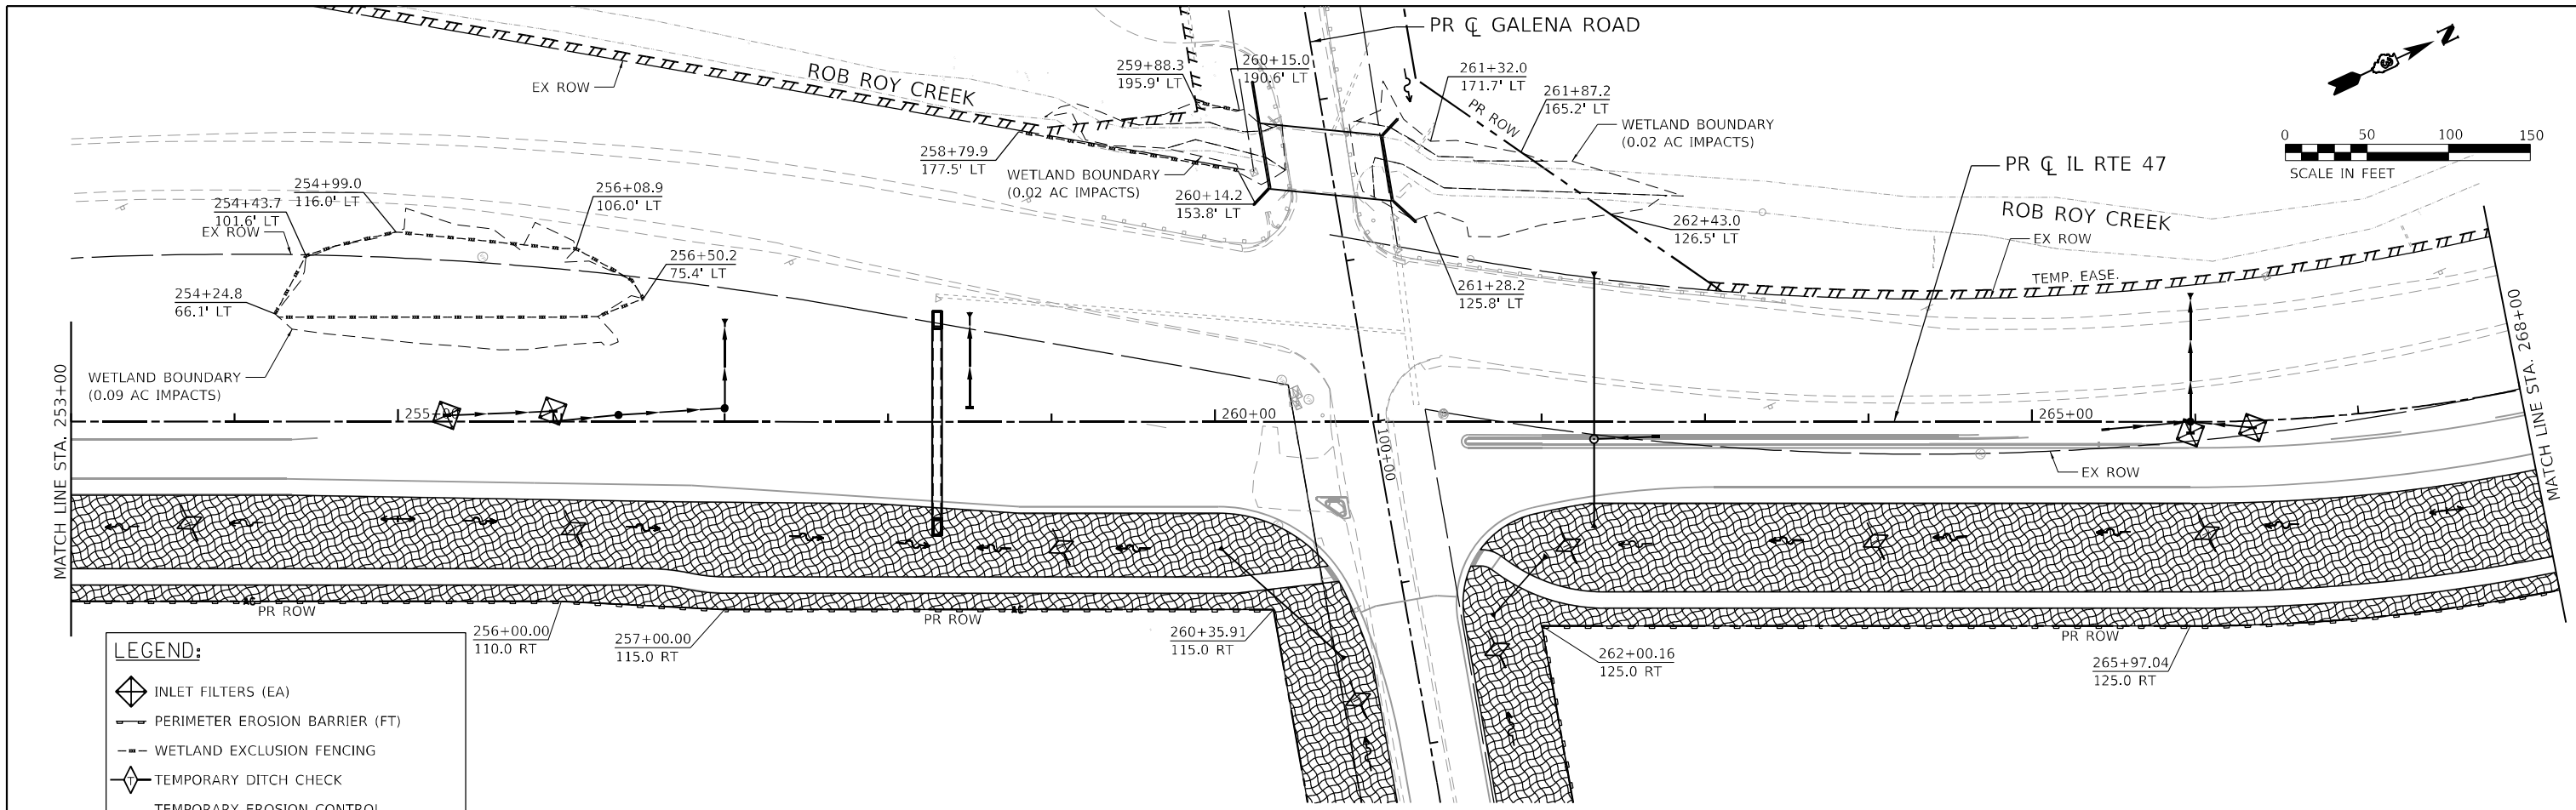 PR ℄ GALENA ROAD
N
ROB ROY CREEK
EX ROW
259+88.3
195.9' LT
260+15.0
190.6' LT
261+32.0
171.7' LT
261+87.2
165.2' LT
PR ROW
WETLAND BOUNDARY
(0.02 AC IMPACTS)
0 50 100 150
SCALE IN FEET
PR ℄ IL RTE 47
258+79.9
177.5' LT
WETLAND BOUNDARY
(0.02 AC IMPACTS)
260+14.2
153.8' LT
254+99.0
116.0' LT
254+43.7
101.6' LT
EX ROW
256+08.9
106.0' LT
256+50.2
75.4' LT
254+24.8
66.1' LT
262+43.0
126.5' LT
ROB ROY CREEK
EX ROW
TEMP. EASE.
261+28.2
125.8' LT
WETLAND BOUNDARY
(0.09 AC IMPACTS)
MATCH LINE STA. 253+00
255+00
260+00
265+00
100+00
EX ROW
MATCH LINE STA. 268+00
PR ROW
256+00.00
110.0 RT
257+00.00
115.0 RT
PR ROW
260+35.91
115.0 RT
262+00.16
125.0 RT
PR ROW
265+97.04
125.0 RT
LEGEND:
INLET FILTERS (EA)
PERIMETER EROSION BARRIER (FT)
WETLAND EXCLUSION FENCING
T TEMPORARY DITCH CHECK
TEMPORARY EROSION CONTROL